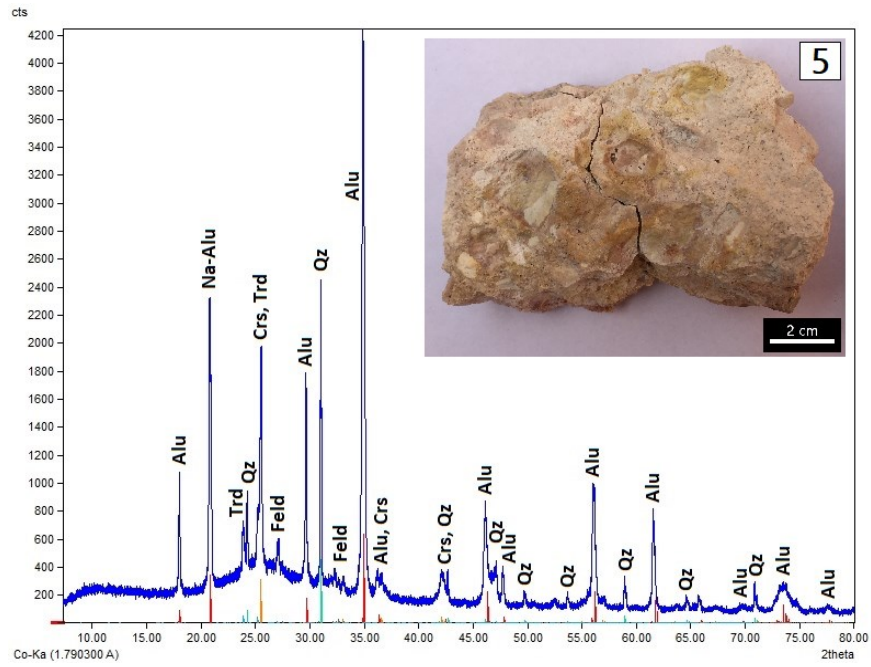 cts
4200
4000
3800
3600
3400
3200
3000
2800
2600
2400
2200
2000
1800
1600
1400
1200
1000
800
600
400
200
Alu
Na-Alu
Trd
Qz
Crs, Trd
Feld
Alu
Qz
Feld
Alu
Alu, Crs
Crs, Qz
Alu
Qz
Alu
Qz
Qz
Alu
Qz
Alu
Qz
Alu
Qz
Alu
Alu
5
2 cm
10.00 15.00 20.00 25.00 30.00 35.00 40.00 45.00 50.00 55.00 60.00 65.00 70.00 75.00 80.00
Co-Ka (1.790300 A) 2theta